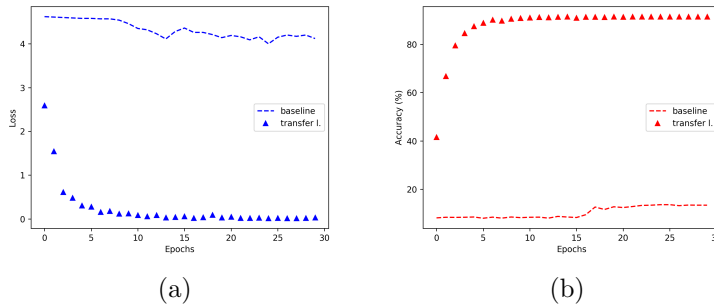 4
3
2
1
0
Loss
baseline
transfer l.
0 5 10 15 20 25 30
Epochs
(a)
80
60
40
20
Accuracy (%)
baseline
transfer l.
0 5 10 15 20 25 30
Epochs
(b)